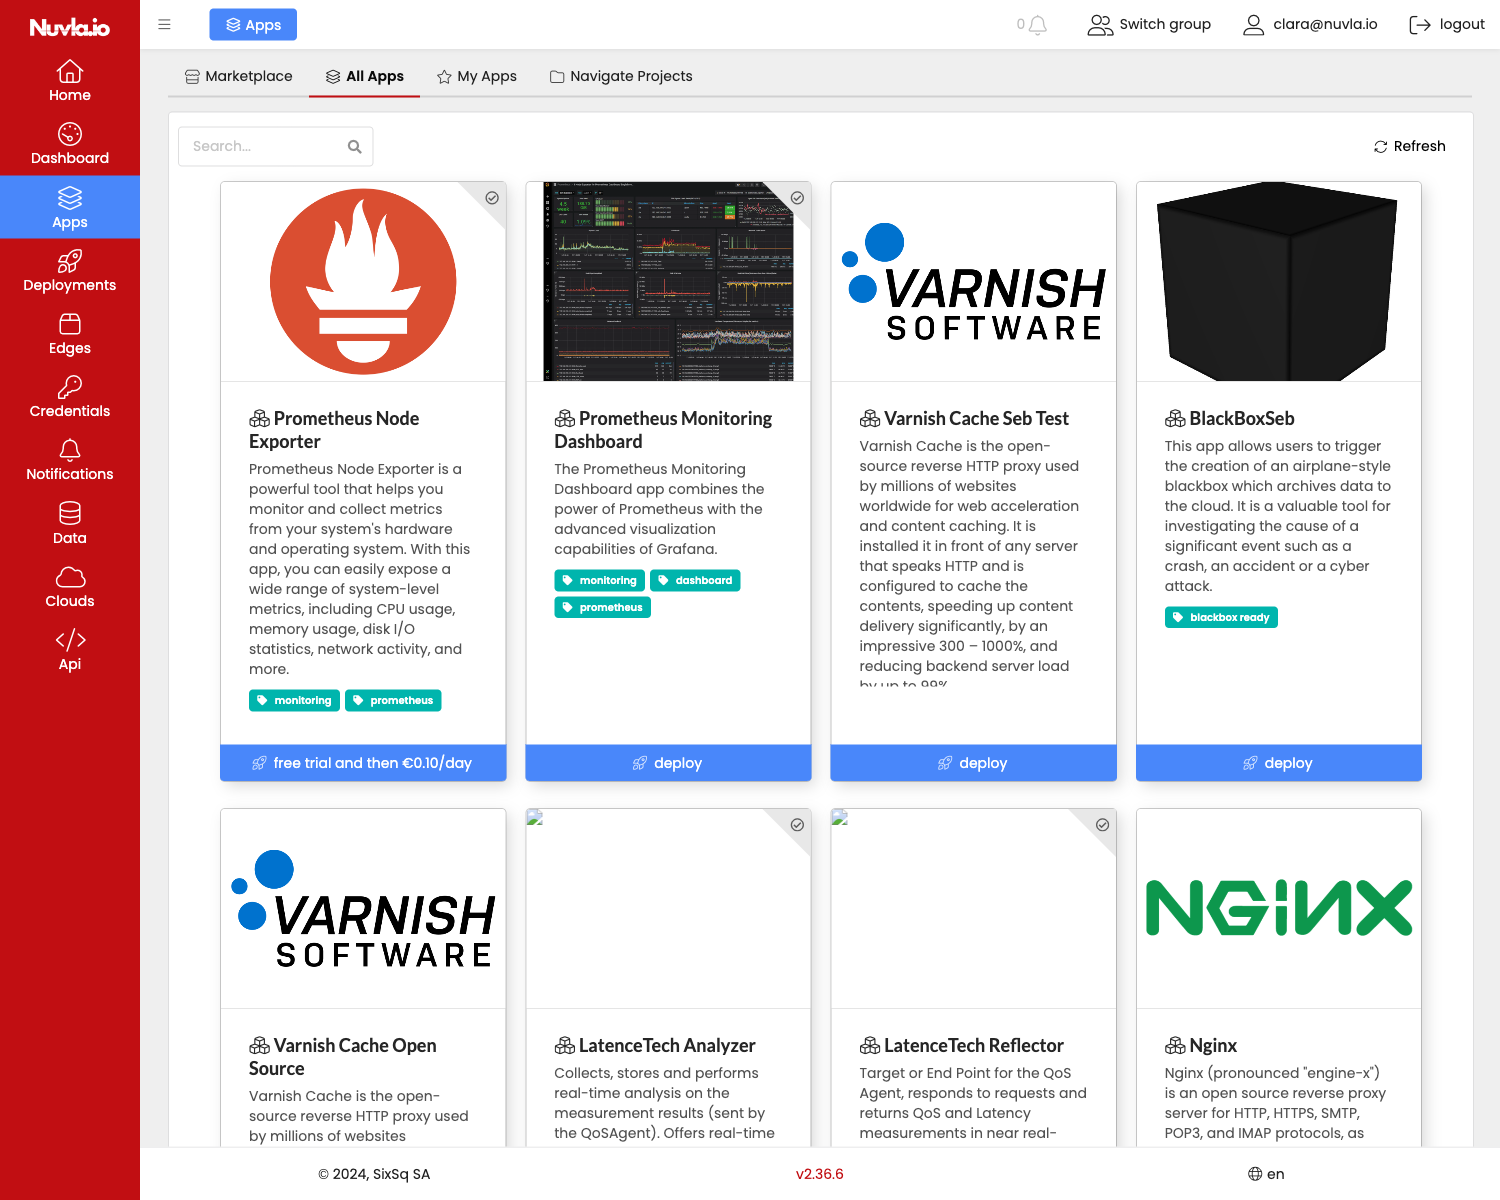 Nuvla.io
Apps
0
Switch group
clara@nuvla.io
logout
Home
Dashboard
Apps
Deployments
Edges
Credentials
Notifications
Data
Clouds
Api
Marketplace
All Apps
My Apps
Navigate Projects
Search...
Refresh
Prometheus Node
Exporter
Prometheus Node Exporter is a
powerful tool that helps you
monitor and collect metrics
from your system's hardware
and operating system. With this
app, you can easily expose a
wide range of system-level
metrics, including CPU usage,
memory usage, disk I/O
statistics, network activity, and
more.
monitoring
prometheus
free trial and then €0.10/day
Prometheus Monitoring
Dashboard
The Prometheus Monitoring
Dashboard app combines the
power of Prometheus with the
advanced visualization
capabilities of Grafana.
monitoring
dashboard
prometheus
deploy
VARNISH
SOFTWARE
Varnish Cache Seb Test
Varnish Cache is the open-
source reverse HTTP proxy used
by millions of websites
worldwide for web acceleration
and content caching. It is
installed it in front of any server
that speaks HTTP and is
configured to cache the
contents, speeding up content
delivery significantly, by an
impressive 300 – 1000%, and
reducing backend server load
by up to 99%
deploy
BlackBoxSeb
This app allows users to trigger
the creation of an airplane-style
blackbox which archives data to
the cloud. It is a valuable tool for
investigating the cause of a
significant event such as a
crash, an accident or a cyber
attack.
blackbox ready
deploy
VARNISH
SOFTWARE
Varnish Cache Open
Source
Varnish Cache is the open-
source reverse HTTP proxy used
by millions of websites
LatenceTech Analyzer
Collects, stores and performs
real-time analysis on the
measurement results (sent by
the QoSAgent). Offers real-time
LatenceTech Reflector
Target or End Point for the QoS
Agent, responds to requests and
returns QoS and Latency
measurements in near real-
NGINX
Nginx
Nginx (pronounced "engine-x")
is an open source reverse proxy
server for HTTP, HTTPS, SMTP,
POP3, and IMAP protocols, as
© 2024, SixSq SA
v2.36.6
en